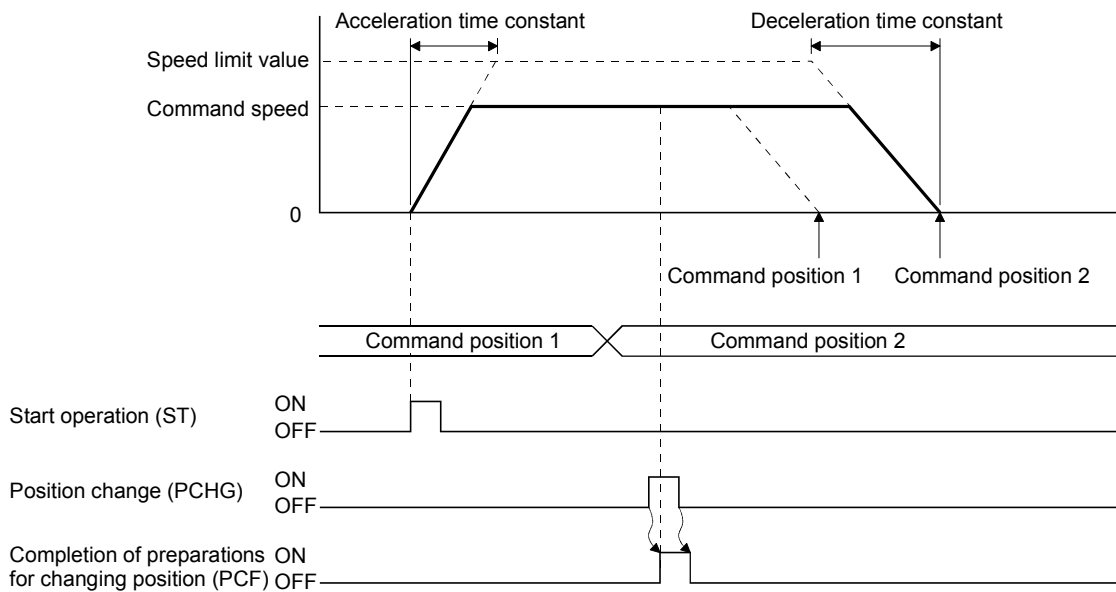 Acceleration time constant
Deceleration time constant
Speed limit value
Command speed
0
Command position 1
Command position 2
Command position 1
Command position 2
Start operation (ST)
ON
OFF
Position change (PCHG)
ON
OFF
Completion of preparations
for changing position (PCF)
ON
OFF